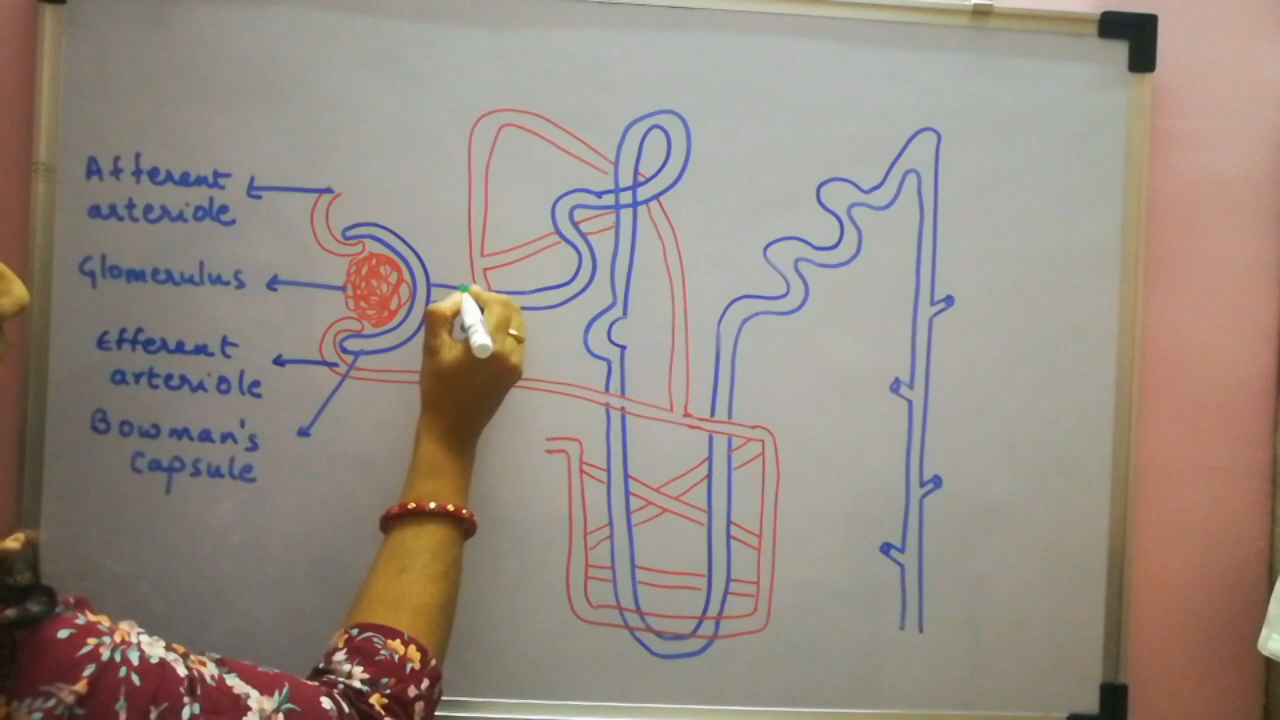 Afferent
arteriole
Glomerulus
Efferent
arteriole
Bowman's
capsule